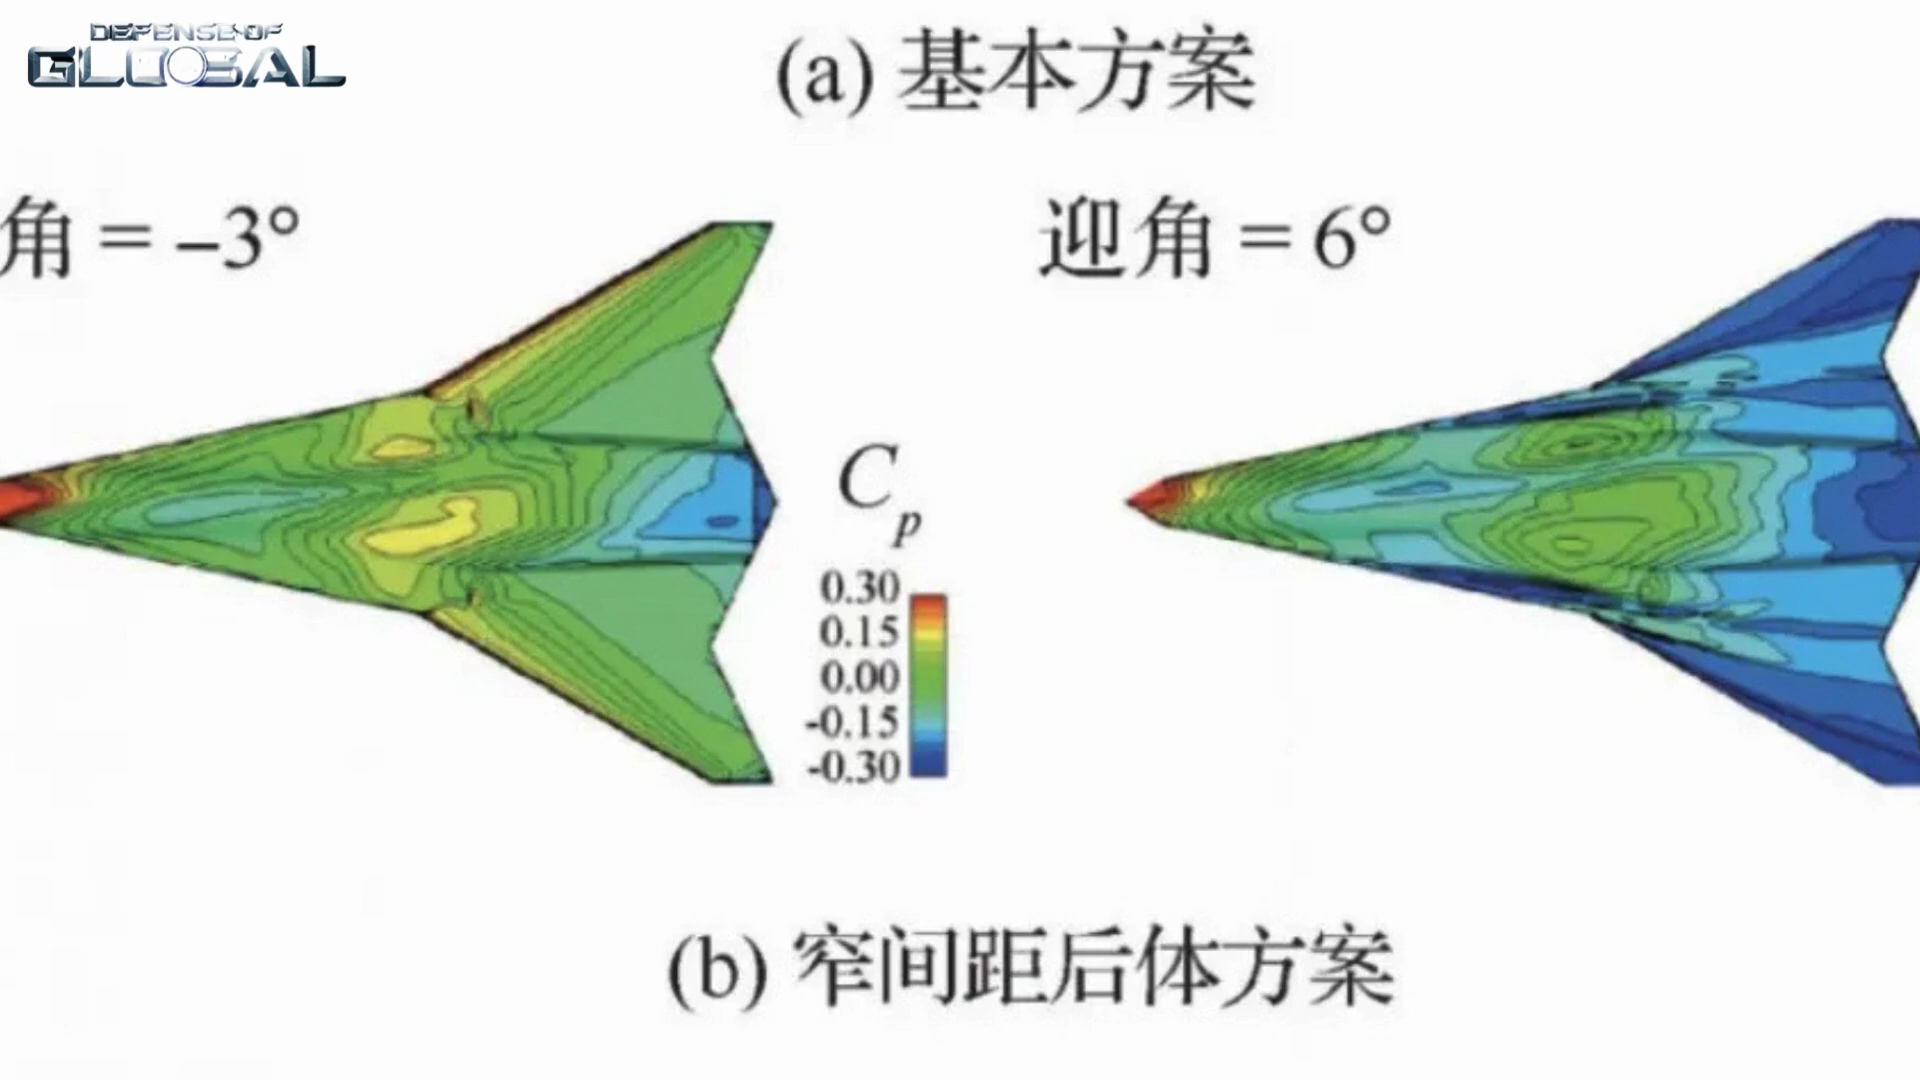 DEFENSE OF
GLOBAL
(a) 基本方案
角 = –3°
迎角 = 6°
Cp
0.30
0.15
0.00
-0.15
-0.30
(b) 窄间距后体方案